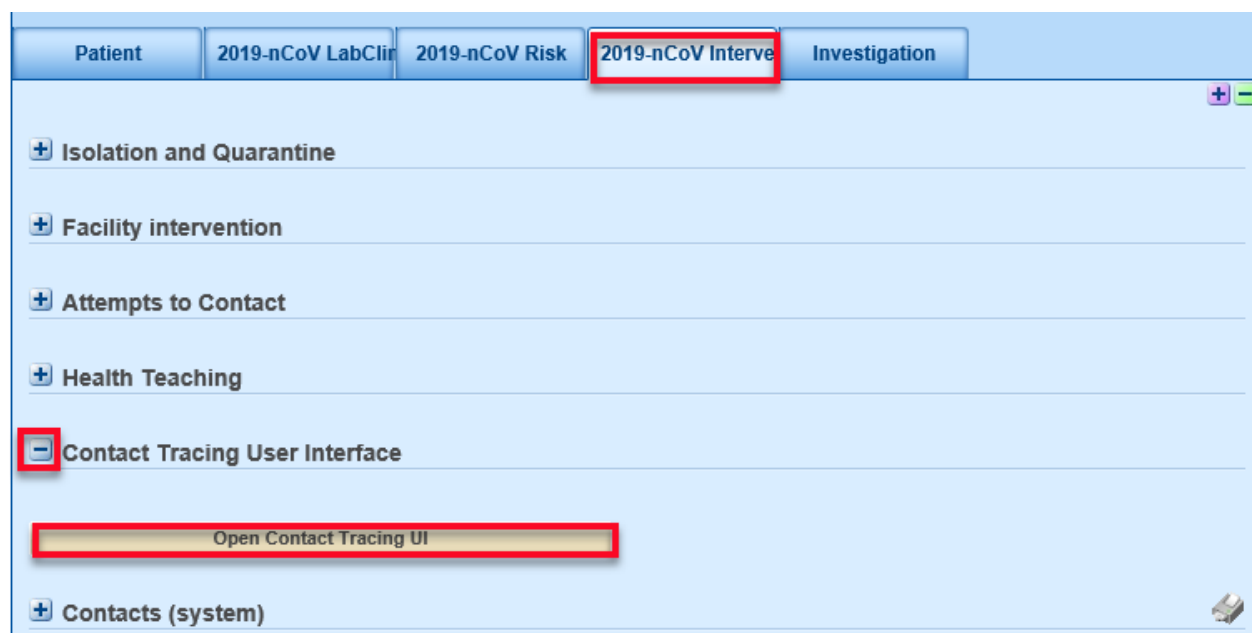 Patient
2019-nCoV LabClin
2019-nCoV Risk
2019-nCoV Interve
Investigation
Isolation and Quarantine
Facility intervention
Attempts to Contact
Health Teaching
Contact Tracing User Interface
Open Contact Tracing UI
Contacts (system)